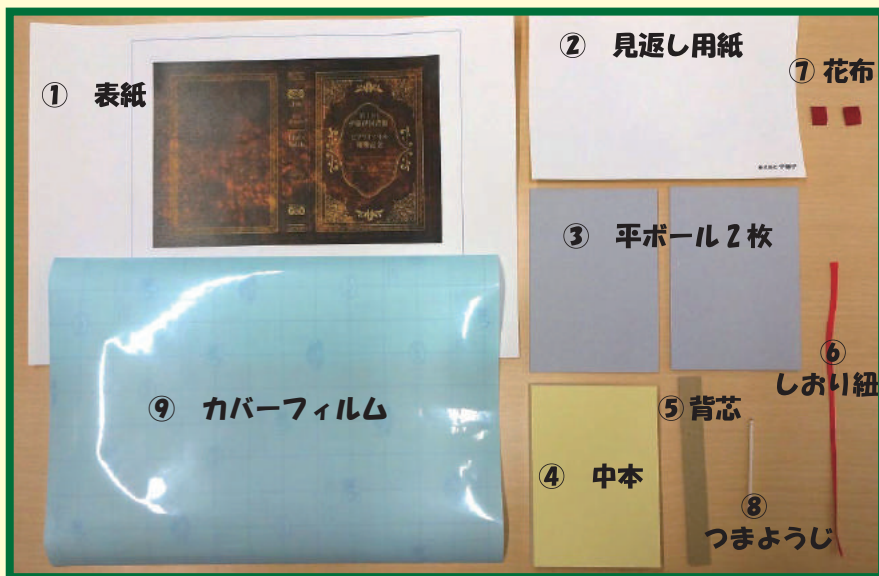 ① 表紙
② 見返し用紙
⑦ 花布
③ 平ボール2枚
⑥
しおり紐
⑤ 背芯
⑨ カバーフィルム
④ 中本
⑧
つまようじ